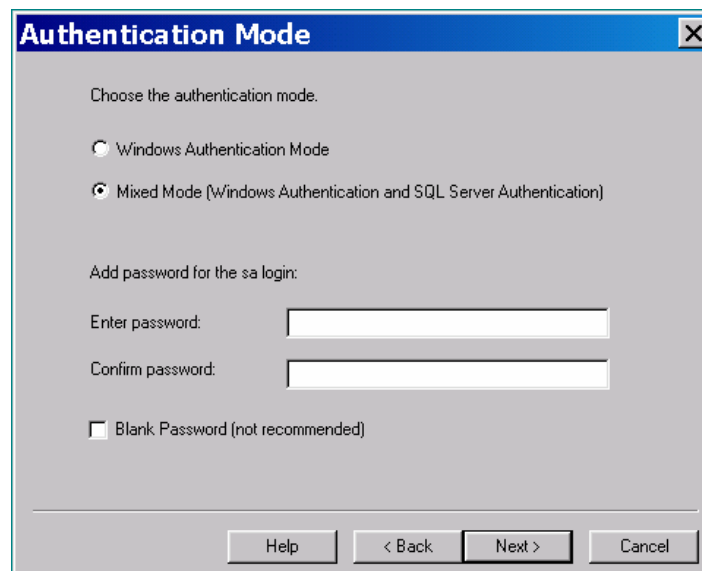 Authentication Mode
Choose the authentication mode.
Windows Authentication Mode
Mixed Mode (Windows Authentication and SQL Server Authentication)
Add password for the sa login:
Enter password:
Confirm password:
Blank Password (not recommended)
Help < Back Next > Cancel